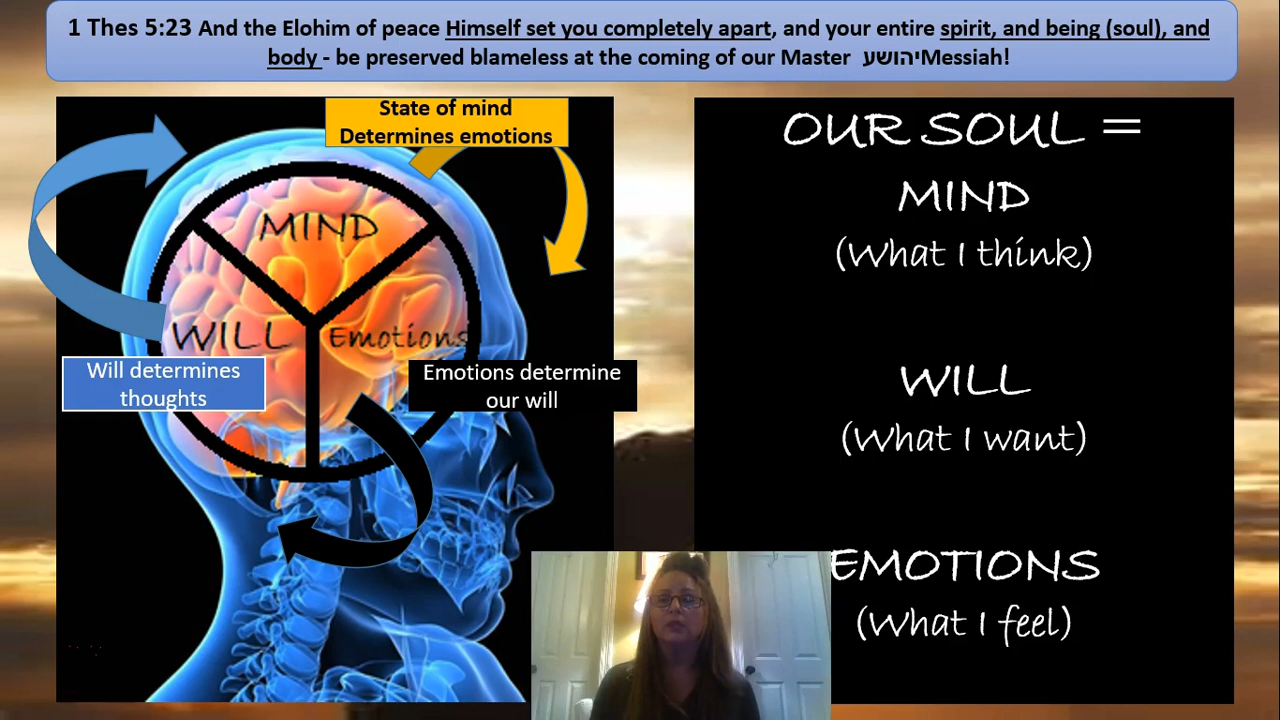 1 Thes 5:23 And the Elohim of peace Himself set you completely apart, and your entire spirit, and being (soul), and
body - be preserved blameless at the coming of our Master יהושע Messiah!
State of mind
Determines emotions
MIND
WILL
Emotions
Will determines
thoughts
Emotions determine
our will
OUR SOUL =
MIND
(What I think)
WILL
(What I want)
EMOTIONS
(What I feel)